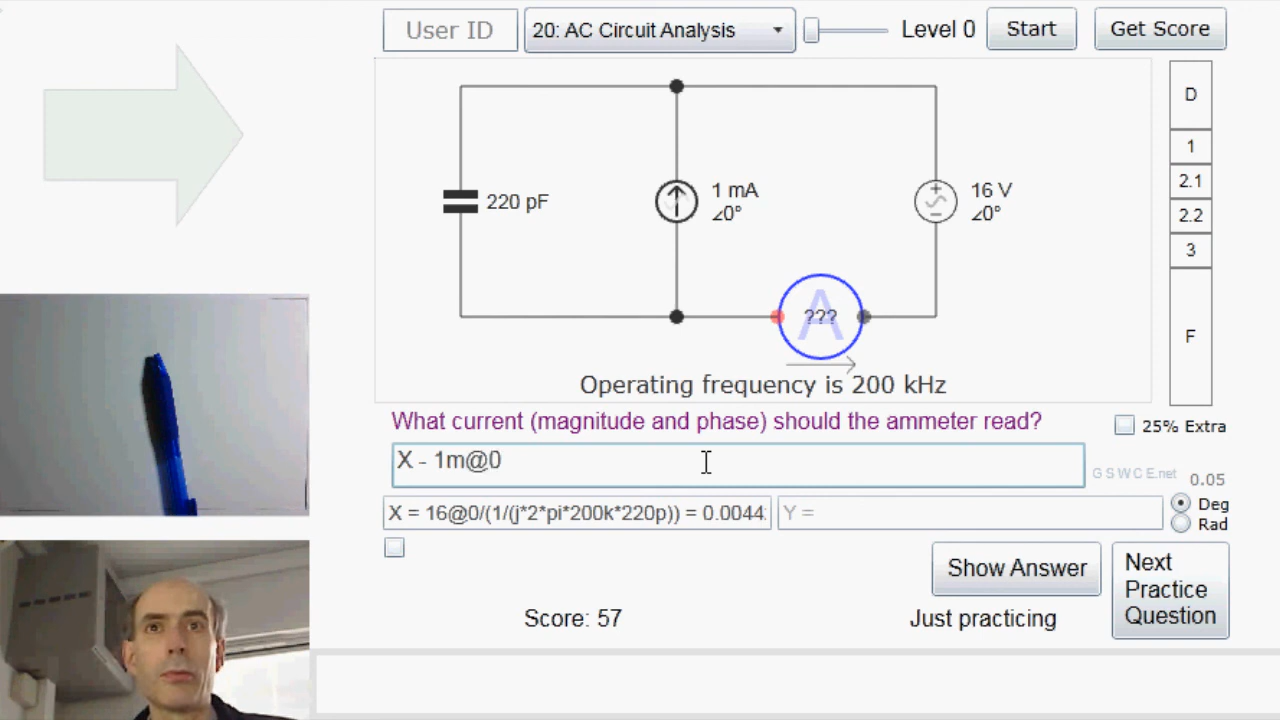 User ID
20: AC Circuit Analysis
Level 0
Start
Get Score
D
1
2.1
2.2
3
F
220 pF
1 mA
∠0°
16 V
∠0°
A
???
Operating frequency is 200 kHz
What current (magnitude and phase) should the ammeter read?
25% Extra
X - 1m@0
GSWCE.net
0.05
X = 16@0/(1/(j*2*pi*200k*220p)) = 0.0044
Y =
Deg
Rad
Show Answer
Next
Practice
Question
Score: 57
Just practicing